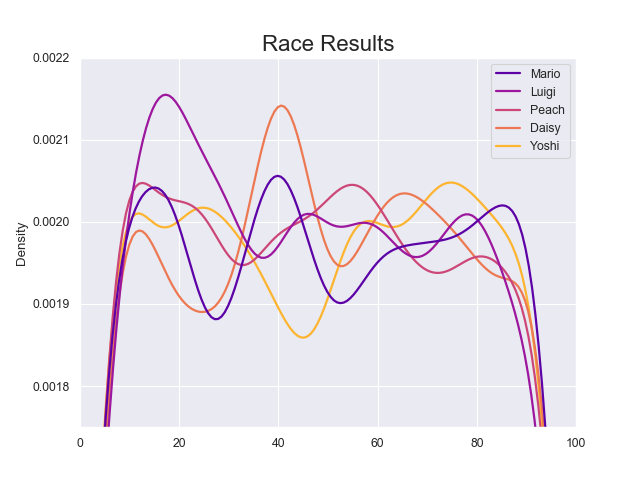 Race Results
0.0022
0.0021
0.0020
0.0019
0.0018
Density
0 20 40 60 80 100
Mario
Luigi
Peach
Daisy
Yoshi